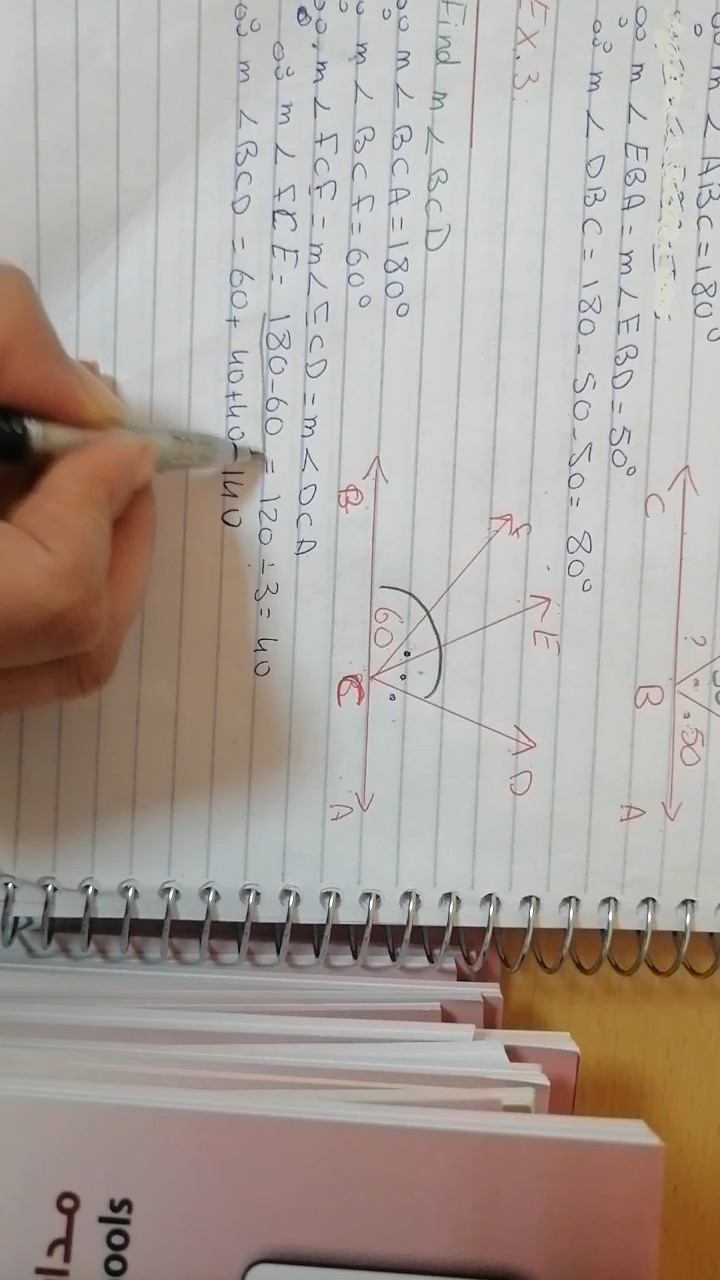 ∵ m∠ABC=180°
∵ m∠EBA=m∠EBD=50°
∴ m∠DBC=180-50-50=80°
C
?
50
B
A
EX.3
Find m∠BCD
∵ m∠BCA=180°
∵ m∠BCF=60°
m∠FCE=m∠ECD=m∠DCA
∴ m∠FCE=180-60=120÷3=40
∴ m∠BCD=60+40+40=140
F
E
D
60
B
C
A
مدا
ools